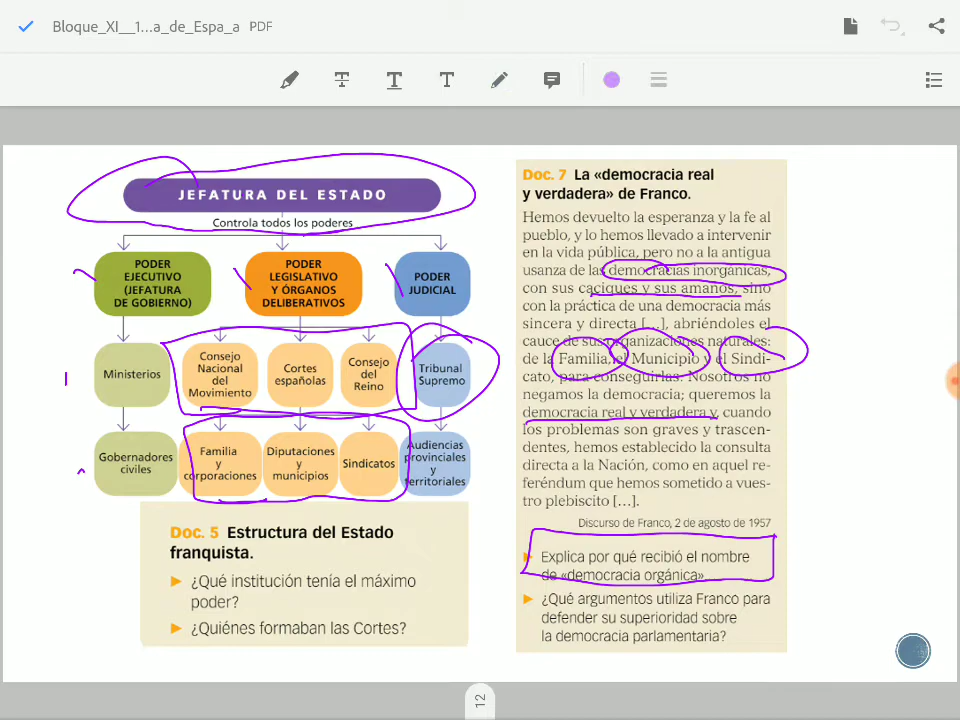 Bloque_XI__1...a_de_Espa_a PDF
JEFATURA DEL ESTADO
Controla todos los poderes
PODER
EJECUTIVO
(JEFATURA
DE GOBIERNO)
PODER
LEGISLATIVO
Y ÓRGANOS
DELIBERATIVOS
PODER
JUDICIAL
Ministerios
Consejo
Nacional
del
Movimiento
Cortes
españolas
Consejo
del
Reino
Tribunal
Supremo
Gobernadores
civiles
Familia
y
corporaciones
Diputaciones
y
municipios
Sindicatos
Audiencias
provinciales
y
territoriales
Doc. 5 Estructura del Estado
franquista.
► ¿Qué institución tenía el máximo
poder?
► ¿Quiénes formaban las Cortes?
Doc. 7 La «democracia real
y verdadera» de Franco.
Hemos devuelto la esperanza y la fe al
pueblo, y lo hemos llevado a intervenir
en la vida pública, pero no a la antigua
usanza de las democracias inorgánicas,
con sus caciques y sus amaños, sino
con la práctica de una democracia más
sincera y directa [...], abriéndoles el
cauce de sus organizaciones naturales:
de la Familia, el Municipio y el Sindi-
cato, para conseguirlas. Nosotros no
negamos la democracia; queremos la
democracia real y verdadera y, cuando
los problemas son graves y trascen-
dentes, hemos establecido la consulta
directa a la Nación, como en aquel re-
feréndum que hemos sometido a vues-
tro plebiscito [...].
Discurso de Franco, 2 de agosto de 1957
► Explica por qué recibió el nombre
de «democracia orgánica»
► ¿Qué argumentos utiliza Franco para
defender su superioridad sobre
la democracia parlamentaria?
12